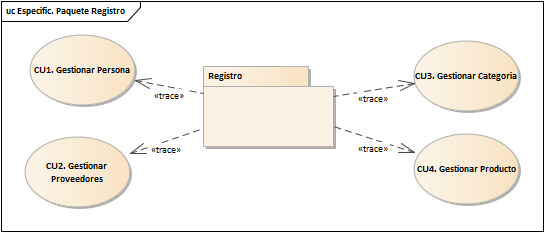 uc Especific. Paquete Registro
CU1. Gestionar Persona
Registro
CU3. Gestionar Categoria
«trace»
«trace»
«trace»
«trace»
CU2. Gestionar
Proveedores
CU4. Gestionar Producto